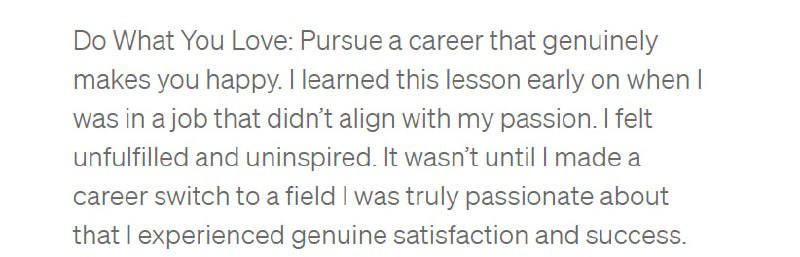 Do What You Love: Pursue a career that genuinely
makes you happy. I learned this lesson early on when I
was in a job that didn’t align with my passion. I felt
unfulfilled and uninspired. It wasn’t until I made a
career switch to a field I was truly passionate about
that I experienced genuine satisfaction and success.